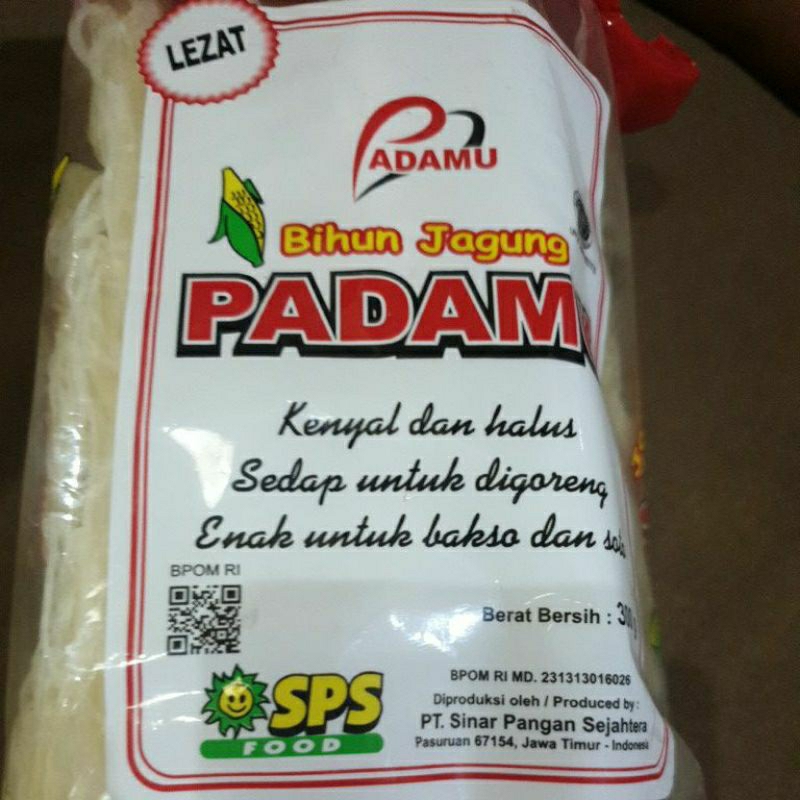 LEZAT
PADAMU
Bihun Jagung
PADAM
Kenyal dan halus
Sedap untuk digoreng
Enak untuk bakso dan
BPOM RI
Berat Bersih :
BPOM RI MD. 231313016026
SPS
FOOD
Diproduksi oleh / Produced by :
PT. Sinar Pangan Sejahtera
Pasuruan 67154, Jawa Timur - Indonesia